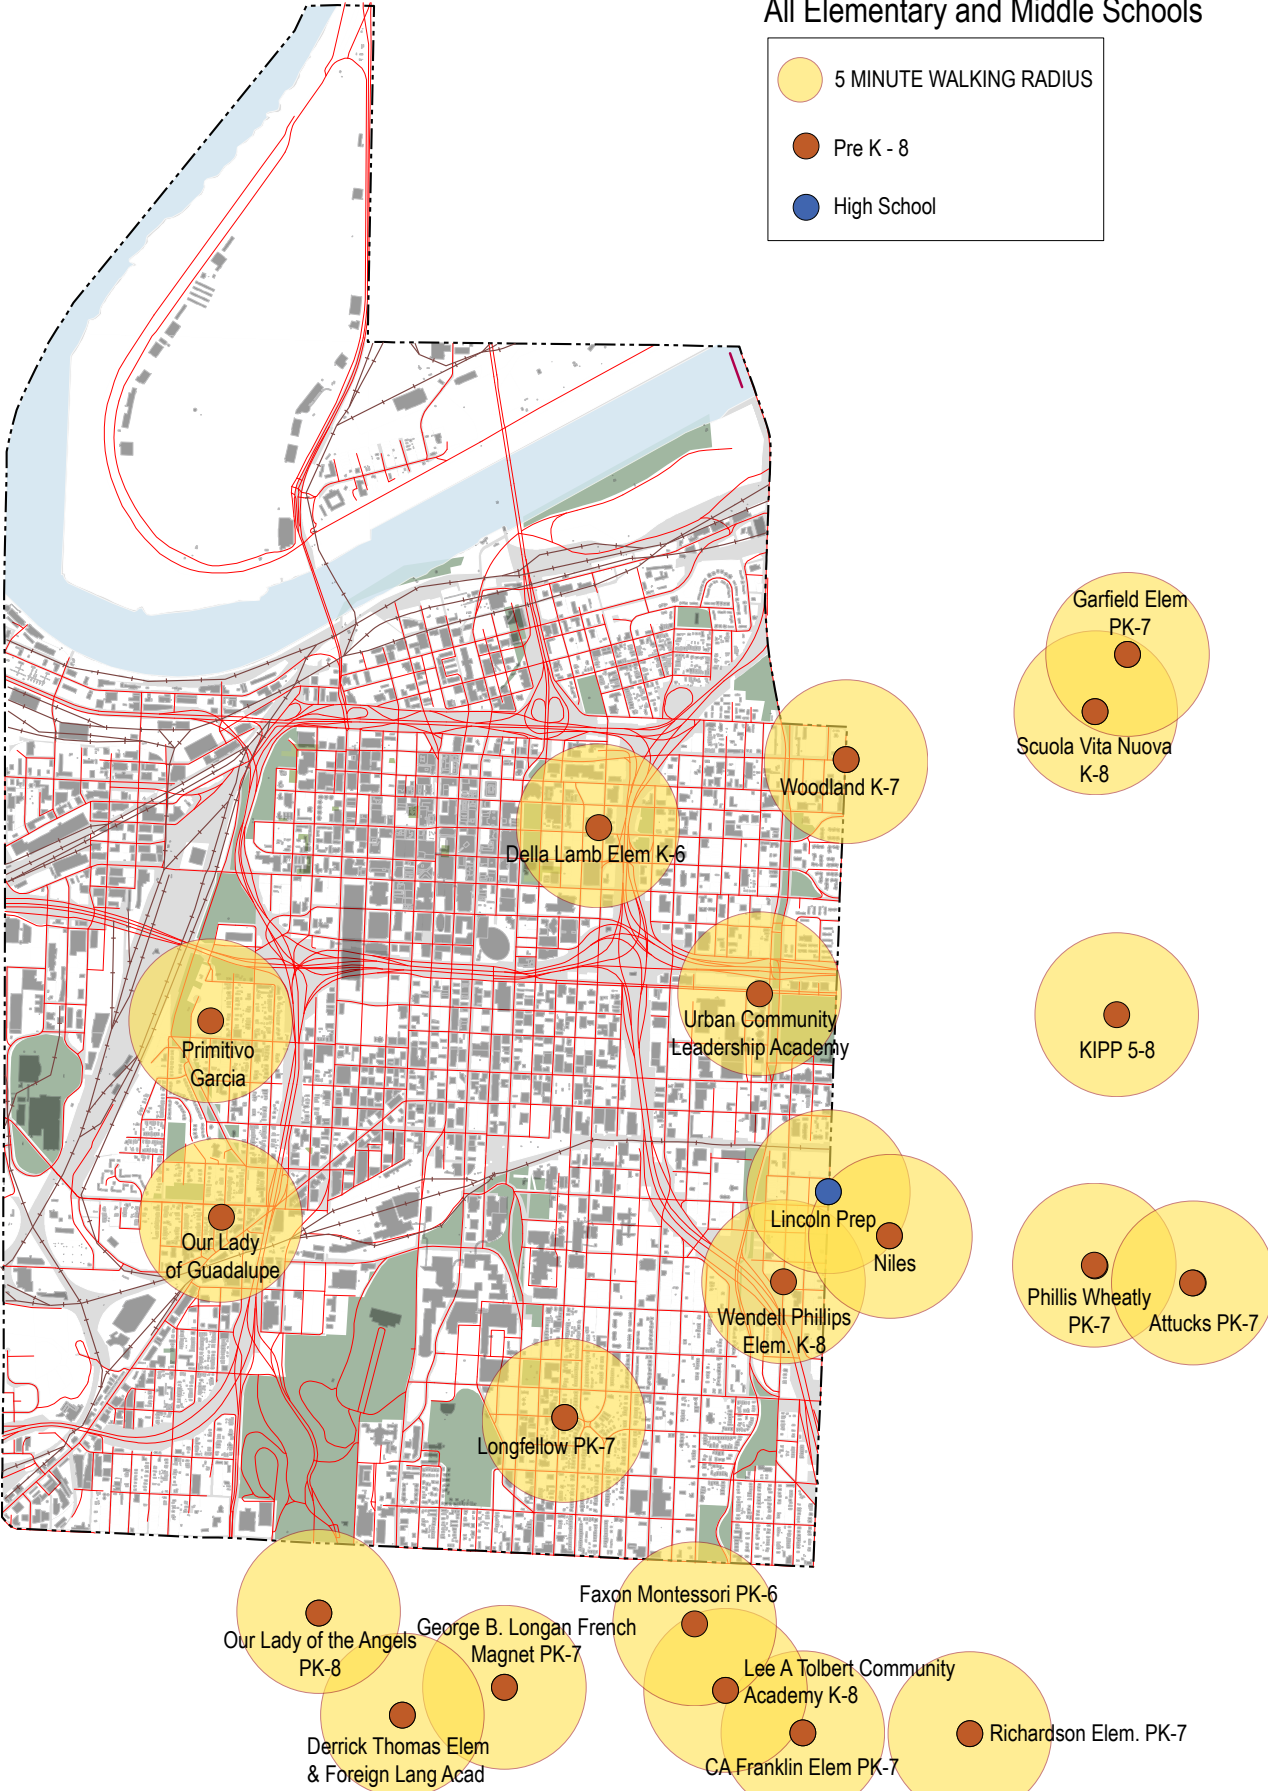 All Elementary and Middle Schools
5 MINUTE WALKING RADIUS
Pre K - 8
High School
Garfield Elem
PK-7
Scuola Vita Nuova
K-8
Woodland K-7
Della Lamb Elem K-6
Urban Community
Leadership Academy
KIPP 5-8
Primitivo
Garcia
Lincoln Prep
Niles
Our Lady
of Guadalupe
Wendell Phillips
Elem. K-8
Phillis Wheatly
PK-7
Attucks PK-7
Longfellow PK-7
Faxon Montessori PK-6
Our Lady of the Angels
PK-8
George B. Longan French
Magnet PK-7
Lee A Tolbert Community
Academy K-8
Derrick Thomas Elem
& Foreign Lang Acad
CA Franklin Elem PK-7
Richardson Elem. PK-7